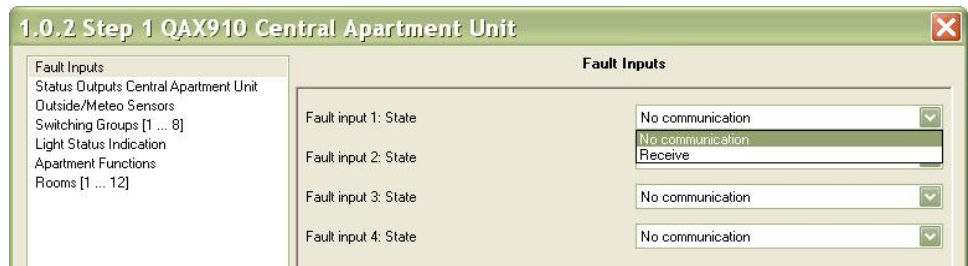 1.0.2 Step 1 QAX910 Central Apartment Unit
Fault Inputs
Status Outputs Central Apartment Unit
Outside/Meteo Sensors
Switching Groups [1 ... 8]
Light Status Indication
Apartment Functions
Rooms [1 ... 12]
Fault Inputs
Fault input 1: State No communication
No communication
Receive
Fault input 2: State
Fault input 3: State No communication
Fault input 4: State No communication